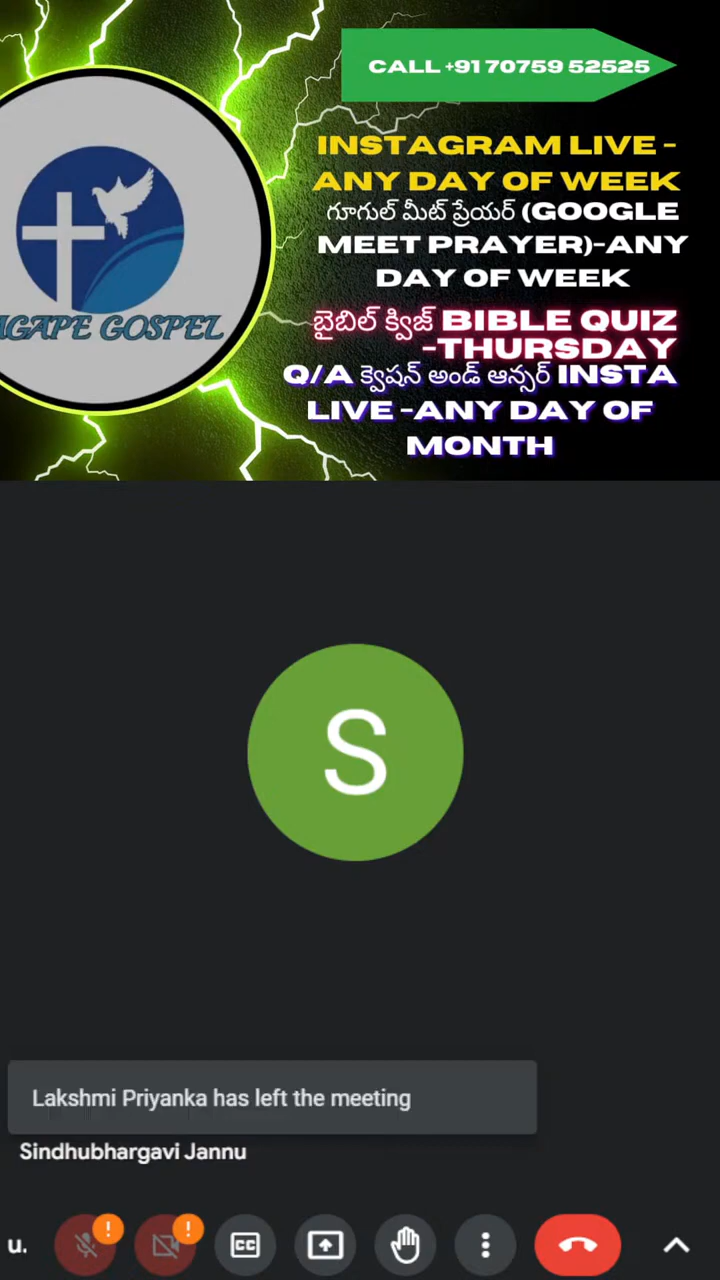 CALL +91 70759 52525
INSTAGRAM LIVE -
ANY DAY OF WEEK
గూగుల్ మీట్ ప్రేయర్ (GOOGLE
MEET PRAYER)-ANY
DAY OF WEEK
బైబిల్ క్విజ్ BIBLE QUIZ
-THURSDAY
Q/A క్వెషన్ అండ్ ఆన్సర్ INSTA
LIVE -ANY DAY OF
MONTH
AGAPE GOSPEL
S
Lakshmi Priyanka has left the meeting
Sindhubhargavi Jannu
u.
CC